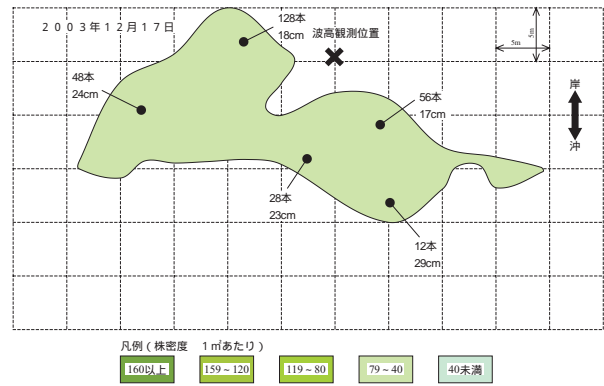 2003年12月17日
128本
18cm
波高観測位置
5m
5m
48本
24cm
56本
17cm
岸
沖
28本
23cm
12本
29cm
凡例(株密度 1㎡あたり)
160以上
159~120
119~80
79~40
40未満